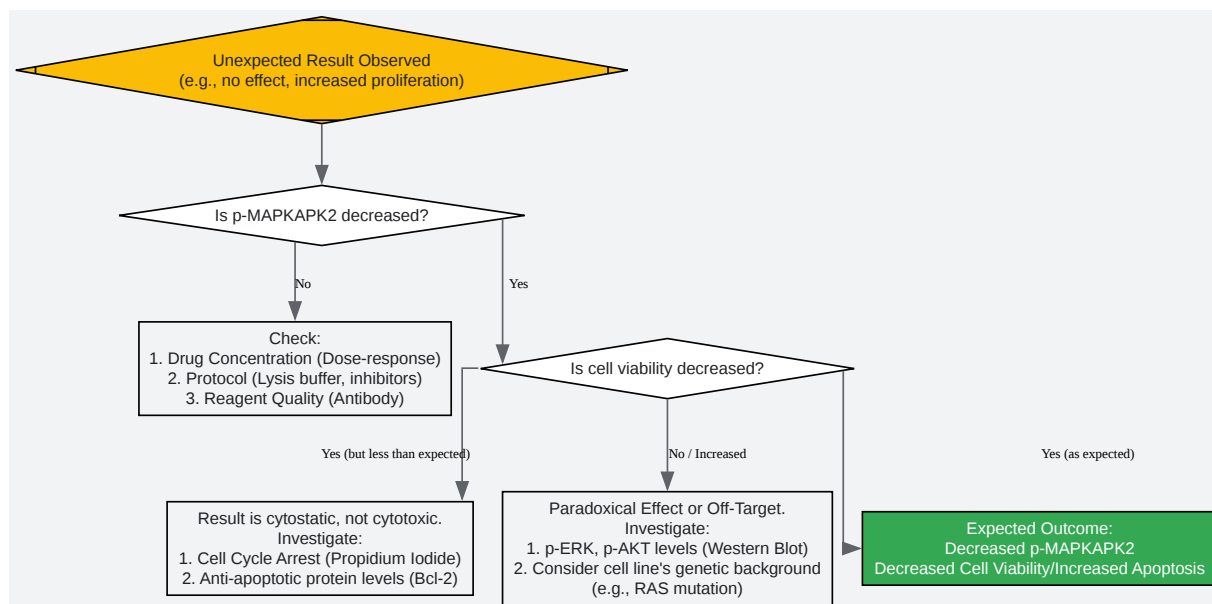 Unexpected Result Observed
(e.g., no effect, increased proliferation)
Is p-MAPKAPK2 decreased?
No
Yes
Check:
1. Drug Concentration (Dose-response)
2. Protocol (Lysis buffer, inhibitors)
3. Reagent Quality (Antibody)
Is cell viability decreased?
Yes (but less than expected)
No / Increased
Yes (as expected)
Result is cytostatic, not cytotoxic.
Investigate:
1. Cell Cycle Arrest (Propidium Iodide)
2. Anti-apoptotic protein levels (Bcl-2)
Paradoxical Effect or Off-Target.
Investigate:
1. p-ERK, p-AKT levels (Western Blot)
2. Consider cell line's genetic background
(e.g., RAS mutation)
Expected Outcome:
Decreased p-MAPKAPK2
Decreased Cell Viability/Increased Apoptosis